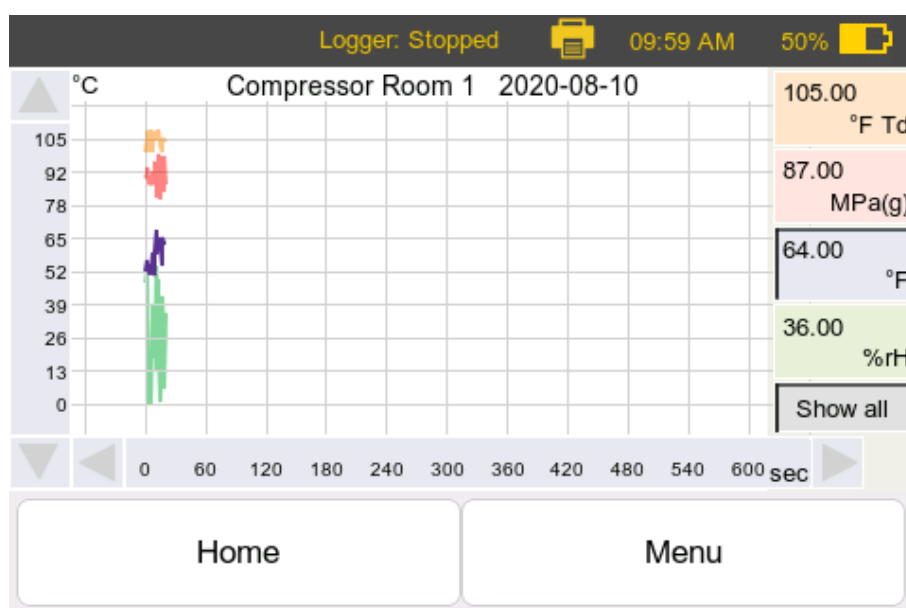 Logger: Stopped 09:59 AM 50%
°C Compressor Room 1 2020-08-10
105.00
°F Td
87.00
MPa(g)
64.00
°F
36.00
%rH
Show all
105
92
78
65
52
39
26
13
0
0 60 120 180 240 300 360 420 480 540 600 sec
Home Menu